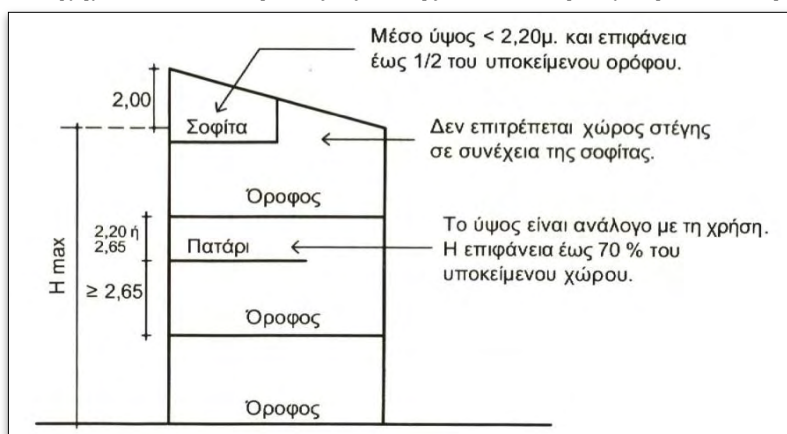 Μέσο ύψος < 2,20μ. και επιφάνεια
έως 1/2 του υποκείμενου ορόφου.
2,00
Σοφίτα
Δεν επιτρέπεται χώρος στέγης
σε συνέχεια της σοφίτας.
Όροφος
H max
2,20 ή
2,65
Πατάρι
Το ύψος είναι ανάλογο με τη χρήση.
Η επιφάνεια έως 70 % του
υποκείμενου χώρου.
≥ 2,65
Όροφος
Όροφος